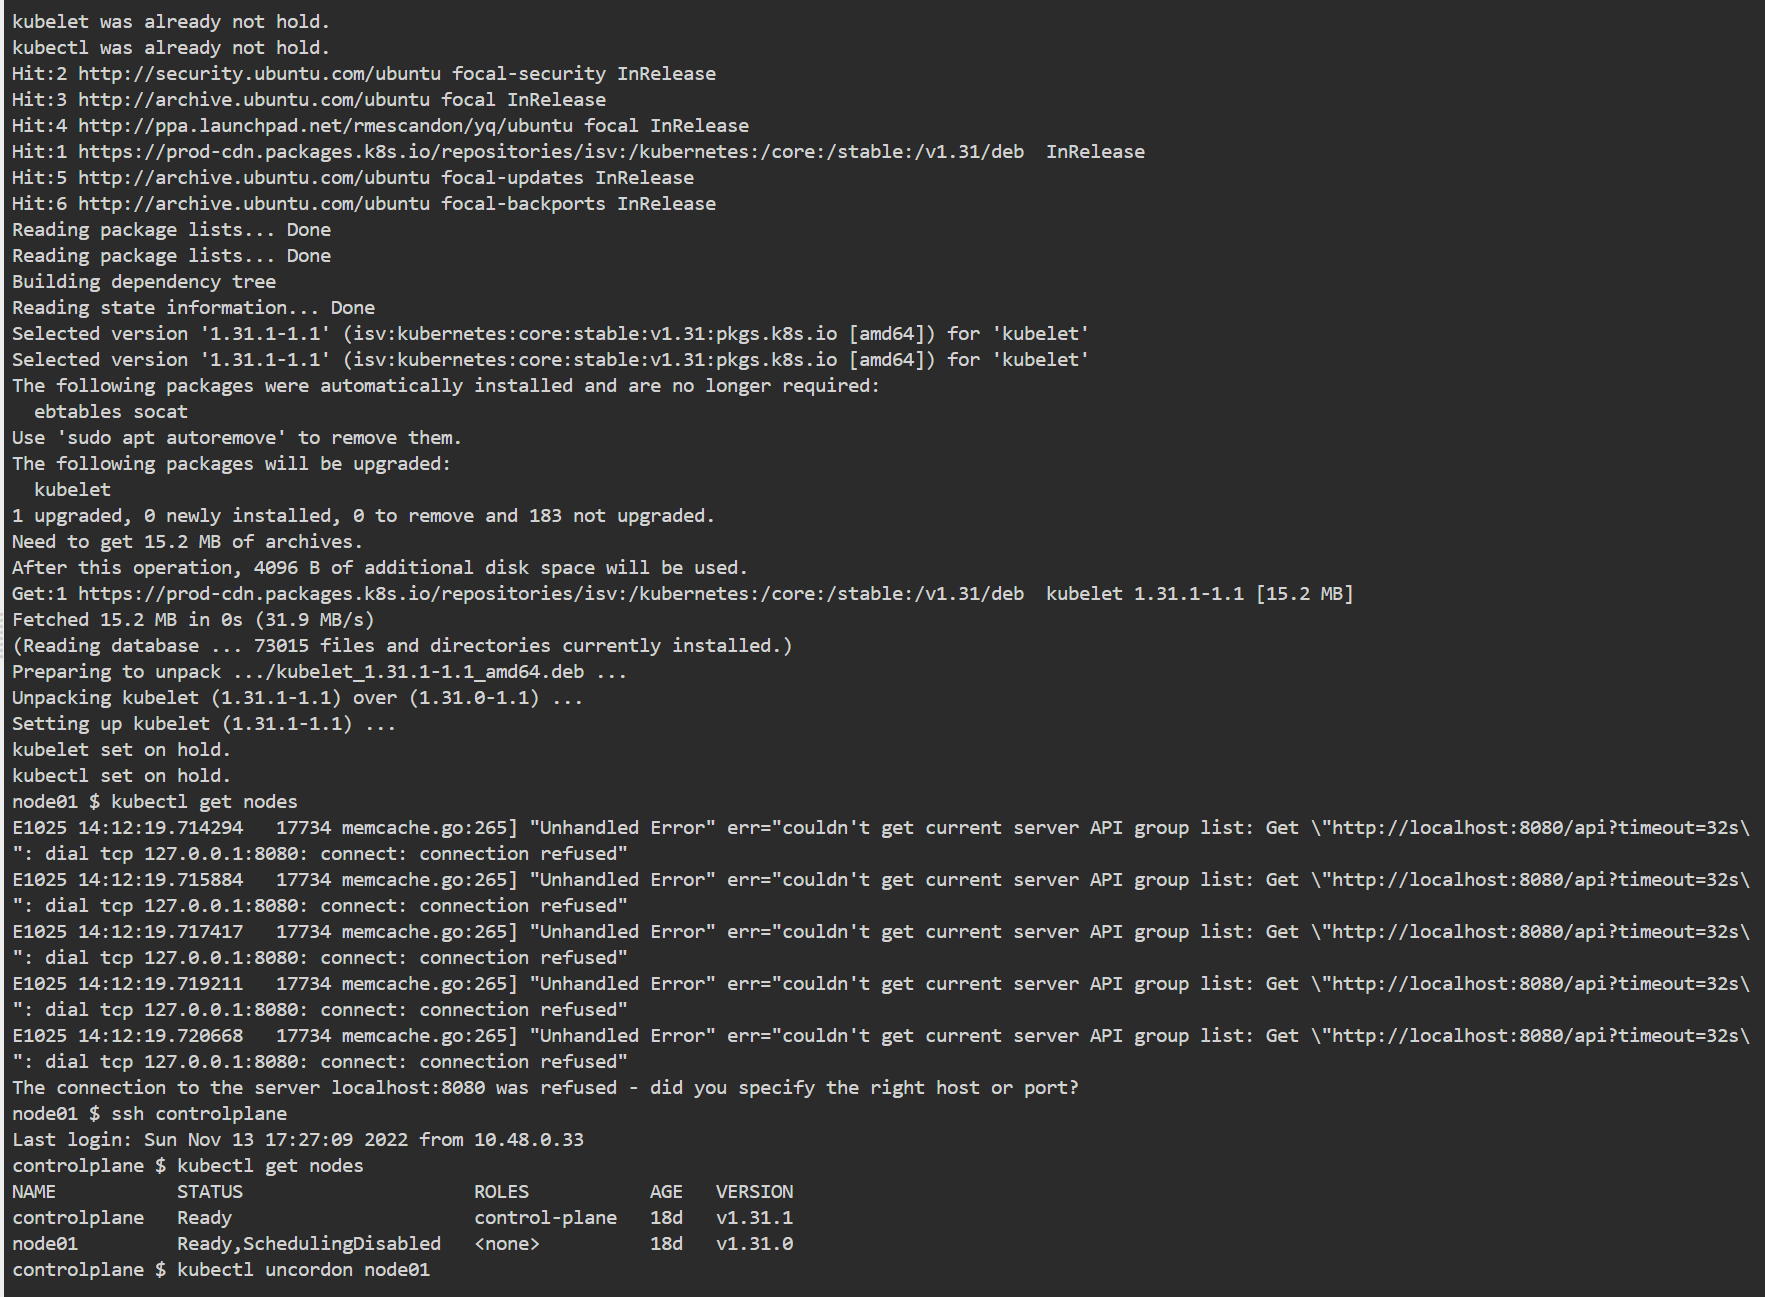 kubelet was already not hold.
kubectl was already not hold.
Hit:2 http://security.ubuntu.com/ubuntu focal-security InRelease
Hit:3 http://archive.ubuntu.com/ubuntu focal InRelease
Hit:4 http://ppa.launchpad.net/rmescandon/yq/ubuntu focal InRelease
Hit:1 https://prod-cdn.packages.k8s.io/repositories/isv:/kubernetes:/core:/stable:/v1.31/deb  InRelease
Hit:5 http://archive.ubuntu.com/ubuntu focal-updates InRelease
Hit:6 http://archive.ubuntu.com/ubuntu focal-backports InRelease
Reading package lists... Done
Reading package lists... Done
Building dependency tree
Reading state information... Done
Selected version '1.31.1-1.1' (isv:kubernetes:core:stable:v1.31:pkgs.k8s.io [amd64]) for 'kubelet'
Selected version '1.31.1-1.1' (isv:kubernetes:core:stable:v1.31:pkgs.k8s.io [amd64]) for 'kubelet'
The following packages were automatically installed and are no longer required:
  ebtables socat
Use 'sudo apt autoremove' to remove them.
The following packages will be upgraded:
  kubelet
1 upgraded, 0 newly installed, 0 to remove and 183 not upgraded.
Need to get 15.2 MB of archives.
After this operation, 4096 B of additional disk space will be used.
Get:1 https://prod-cdn.packages.k8s.io/repositories/isv:/kubernetes:/core:/stable:/v1.31/deb  kubelet 1.31.1-1.1 [15.2 MB]
Fetched 15.2 MB in 0s (31.9 MB/s)
(Reading database ... 73015 files and directories currently installed.)
Preparing to unpack .../kubelet_1.31.1-1.1_amd64.deb ...
Unpacking kubelet (1.31.1-1.1) over (1.31.0-1.1) ...
Setting up kubelet (1.31.1-1.1) ...
kubelet set on hold.
kubectl set on hold.
node01 $ kubectl get nodes
E1025 14:12:19.714294   17734 memcache.go:265] "Unhandled Error" err="couldn't get current server API group list: Get \"http://localhost:8080/api?timeout=32s\
": dial tcp 127.0.0.1:8080: connect: connection refused"
E1025 14:12:19.715884   17734 memcache.go:265] "Unhandled Error" err="couldn't get current server API group list: Get \"http://localhost:8080/api?timeout=32s\
": dial tcp 127.0.0.1:8080: connect: connection refused"
E1025 14:12:19.717417   17734 memcache.go:265] "Unhandled Error" err="couldn't get current server API group list: Get \"http://localhost:8080/api?timeout=32s\
": dial tcp 127.0.0.1:8080: connect: connection refused"
E1025 14:12:19.719211   17734 memcache.go:265] "Unhandled Error" err="couldn't get current server API group list: Get \"http://localhost:8080/api?timeout=32s\
": dial tcp 127.0.0.1:8080: connect: connection refused"
E1025 14:12:19.720668   17734 memcache.go:265] "Unhandled Error" err="couldn't get current server API group list: Get \"http://localhost:8080/api?timeout=32s\
": dial tcp 127.0.0.1:8080: connect: connection refused"
The connection to the server localhost:8080 was refused - did you specify the right host or port?
node01 $ ssh controlplane
Last login: Sun Nov 13 17:27:09 2022 from 10.48.0.33
controlplane $ kubectl get nodes
NAME           STATUS                     ROLES           AGE   VERSION
controlplane   Ready                      control-plane   18d   v1.31.1
node01         Ready,SchedulingDisabled   <none>          18d   v1.31.0
controlplane $ kubectl uncordon node01